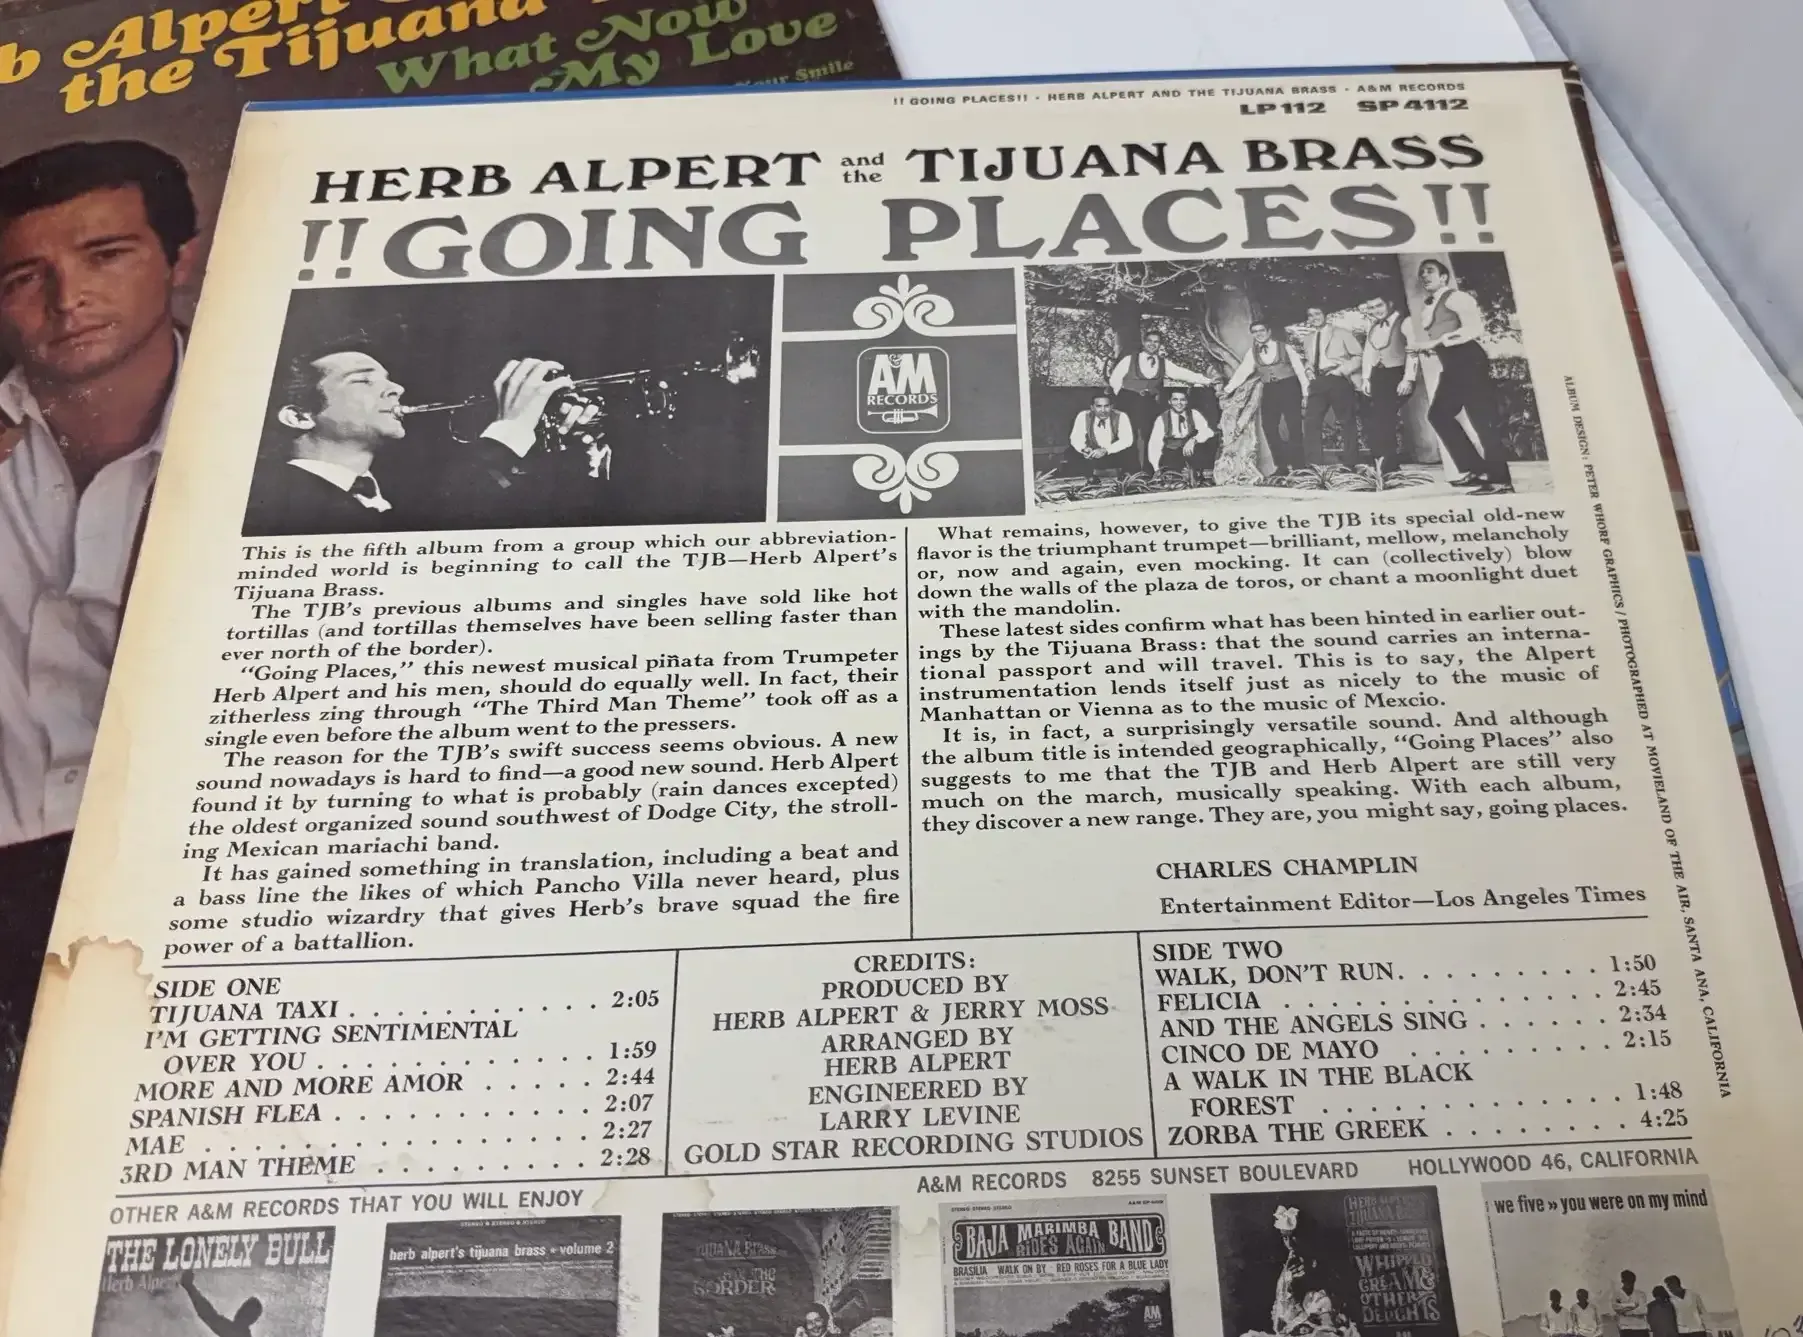 b Alpert
the Tijuana
What Now
My Love
Your Smile
!! GOING PLACES!! · HERB ALPERT AND THE TIJUANA BRASS · A&M RECORDS
LP 112 SP 4112
HERB ALPERT and the TIJUANA BRASS
!! GOING PLACES !!
A&M
RECORDS
This is the fifth album from a group which our abbreviation-
minded world is beginning to call the TJB—Herb Alpert's
Tijuana Brass.
The TJB's previous albums and singles have sold like hot
tortillas (and tortillas themselves have been selling faster than
ever north of the border).
"Going Places," this newest musical piñata from Trumpeter
Herb Alpert and his men, should do equally well. In fact, their
zitherless zing through "The Third Man Theme" took off as a
single even before the album went to the pressers.
The reason for the TJB's swift success seems obvious. A new
sound nowadays is hard to find—a good new sound. Herb Alpert
found it by turning to what is probably (rain dances excepted)
the oldest organized sound southwest of Dodge City, the stroll-
ing Mexican mariachi band.
It has gained something in translation, including a beat and
a bass line the likes of which Pancho Villa never heard, plus
some studio wizardry that gives Herb's brave squad the fire
power of a battallion.
What remains, however, to give the TJB its special old-new
flavor is the triumphant trumpet—brilliant, mellow, melancholy
or, now and again, even mocking. It can (collectively) blow
down the walls of the plaza de toros, or chant a moonlight duet
with the mandolin.
These latest sides confirm what has been hinted in earlier out-
ings by the Tijuana Brass: that the sound carries an interna-
tional passport and will travel. This is to say, the Alpert
instrumentation lends itself just as nicely to the music of
Manhattan or Vienna as to the music of Mexcio.
It is, in fact, a surprisingly versatile sound. And although
the album title is intended geographically, "Going Places" also
suggests to me that the TJB and Herb Alpert are still very
much on the march, musically speaking. With each album,
they discover a new range. They are, you might say, going places.
CHARLES CHAMPLIN
Entertainment Editor—Los Angeles Times
ALBUM DESIGN: PETER WHORF GRAPHICS / PHOTOGRAPHED AT MOVIELAND OF THE AIR, SANTA ANA, CALIFORNIA
SIDE ONE
TIJUANA TAXI . . . . . . . . . . . 2:05
I'M GETTING SENTIMENTAL
OVER YOU . . . . . . . . . . . . 1:59
MORE AND MORE AMOR . . . . . 2:44
SPANISH FLEA . . . . . . . . . . . 2:07
MAE . . . . . . . . . . . . . . . . 2:27
3RD MAN THEME . . . . . . . . . 2:28
CREDITS:
PRODUCED BY
HERB ALPERT & JERRY MOSS
ARRANGED BY
HERB ALPERT
ENGINEERED BY
LARRY LEVINE
GOLD STAR RECORDING STUDIOS
SIDE TWO
WALK, DON'T RUN. . . . . . . . . 1:50
FELICIA . . . . . . . . . . . . . . 2:45
AND THE ANGELS SING . . . . . . 2:34
CINCO DE MAYO . . . . . . . . . 2:15
A WALK IN THE BLACK
FOREST . . . . . . . . . . . . . 1:48
ZORBA THE GREEK . . . . . . . . 4:25
A&M RECORDS 8255 SUNSET BOULEVARD HOLLYWOOD 46, CALIFORNIA
OTHER A&M RECORDS THAT YOU WILL ENJOY
THE LONELY BULL
Herb Alpe
herb alpert's tijuana brass • volume 2
TIJUANA BRASS
BORDER
BAJA MARIMBA BAND
RIDES AGAIN
BRASILIA WALK ON BY RED ROSES FOR A BLUE LADY
A&M
WHIPPED
CREAM &
OTHER
DELIGHTS
we five » you were on my mind